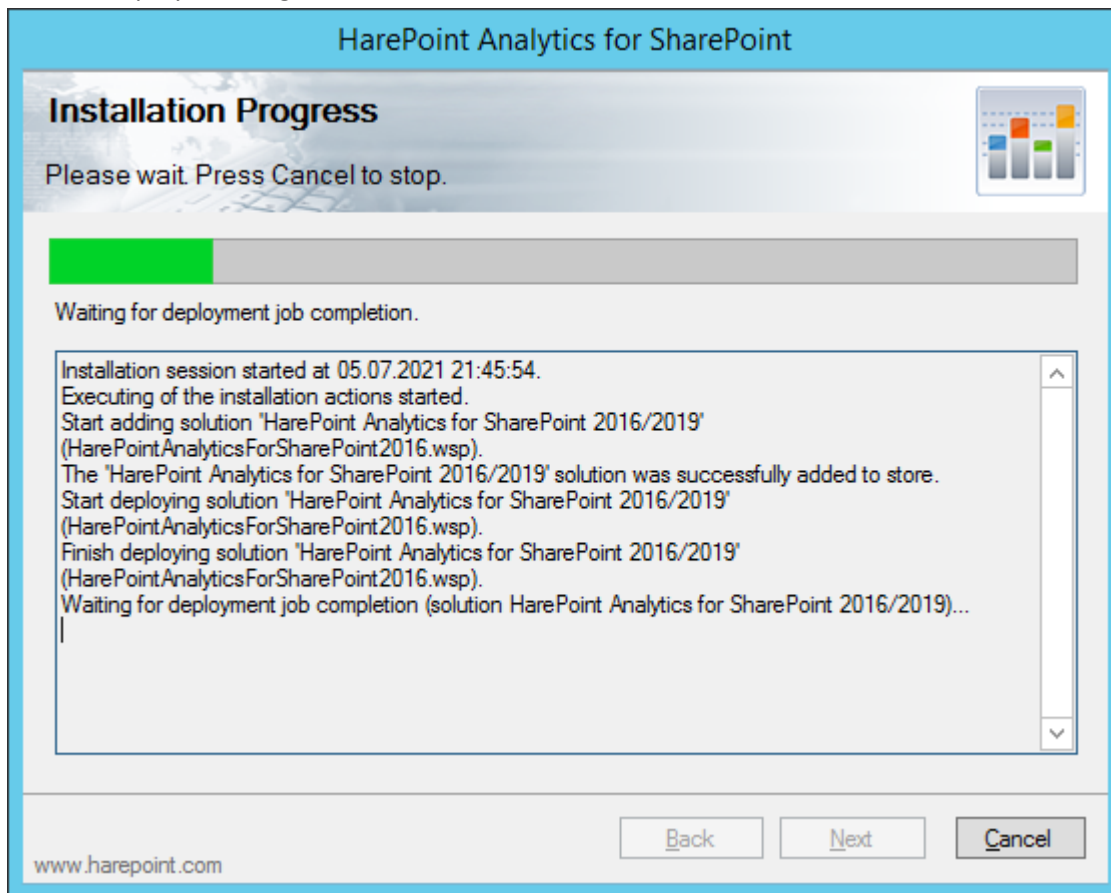 HarePoint Analytics for SharePoint
Installation Progress
Please wait. Press Cancel to stop.
Waiting for deployment job completion.
Installation session started at 05.07.2021 21:45:54.
Executing of the installation actions started.
Start adding solution 'HarePoint Analytics for SharePoint 2016/2019'
(HarePointAnalyticsForSharePoint2016.wsp).
The 'HarePoint Analytics for SharePoint 2016/2019' solution was successfully added to store.
Start deploying solution 'HarePoint Analytics for SharePoint 2016/2019'
(HarePointAnalyticsForSharePoint2016.wsp).
Finish deploying solution 'HarePoint Analytics for SharePoint 2016/2019'
(HarePointAnalyticsForSharePoint2016.wsp).
Waiting for deployment job completion (solution HarePoint Analytics for SharePoint 2016/2019)...
Back Next Cancel
www.harepoint.com